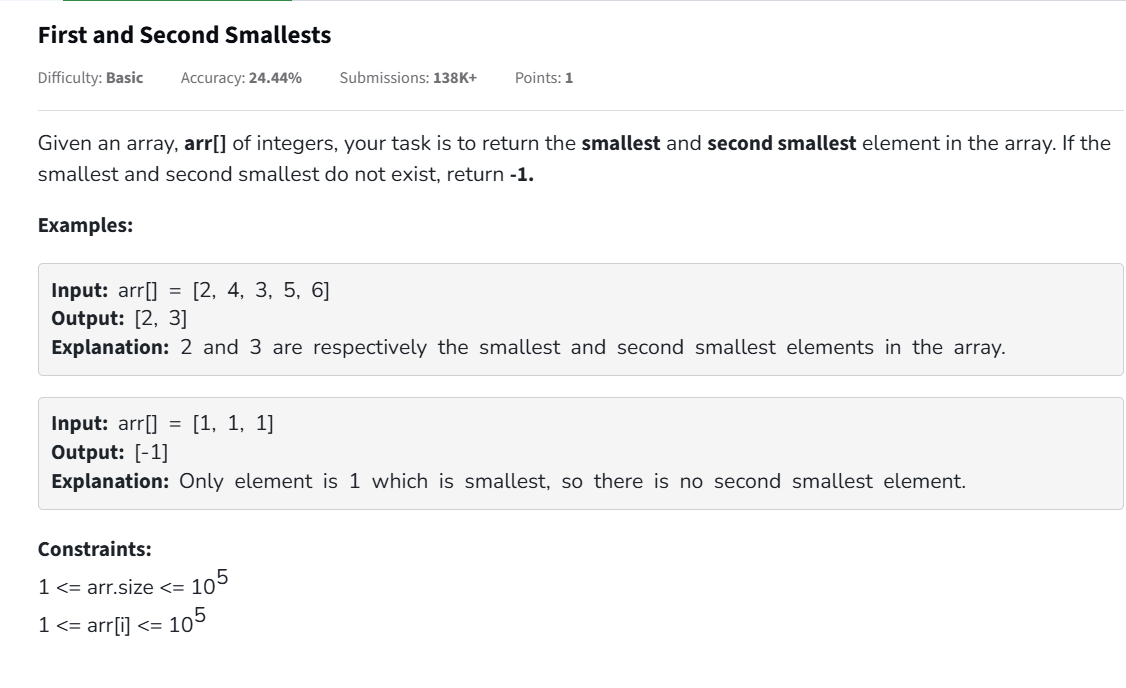 First and Second Smallests
Difficulty: Basic Accuracy: 24.44% Submissions: 138K+ Points: 1
Given an array, arr[] of integers, your task is to return the smallest and second smallest element in the array. If the
smallest and second smallest do not exist, return -1.
Examples:
Input: arr[] = [2, 4, 3, 5, 6]
Output: [2, 3]
Explanation: 2 and 3 are respectively the smallest and second smallest elements in the array.
Input: arr[] = [1, 1, 1]
Output: [-1]
Explanation: Only element is 1 which is smallest, so there is no second smallest element.
Constraints:
1 <= arr.size <= 10⁵
1 <= arr[i] <= 10⁵